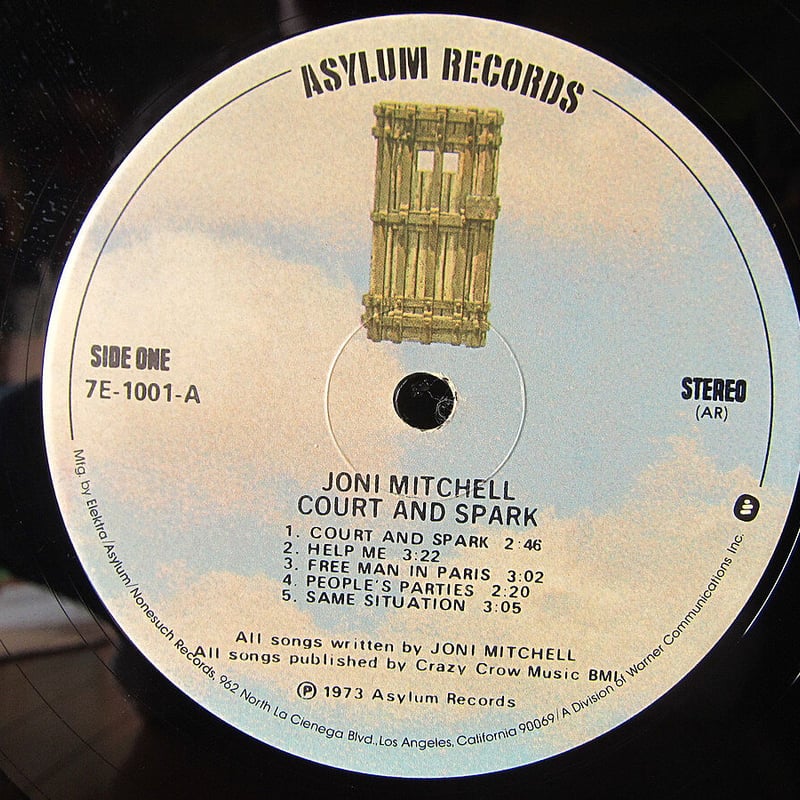 ASYLUM RECORDS
SIDE ONE
7E-1001-A
STEREO
(AR)
JONI MITCHELL
COURT AND SPARK
1. COURT AND SPARK 2:46
2. HELP ME 3:22
3. FREE MAN IN PARIS 3:02
4. PEOPLE'S PARTIES 2:20
5. SAME SITUATION 3:05
All songs written by JONI MITCHELL
All songs published by Crazy Crow Music BMI
℗ 1973 Asylum Records
Mfg. by Elektra/Asylum/Nonesuch Records, 962 North La Cienega Blvd., Los Angeles, California 90069/A Division of Warner Communications Inc.